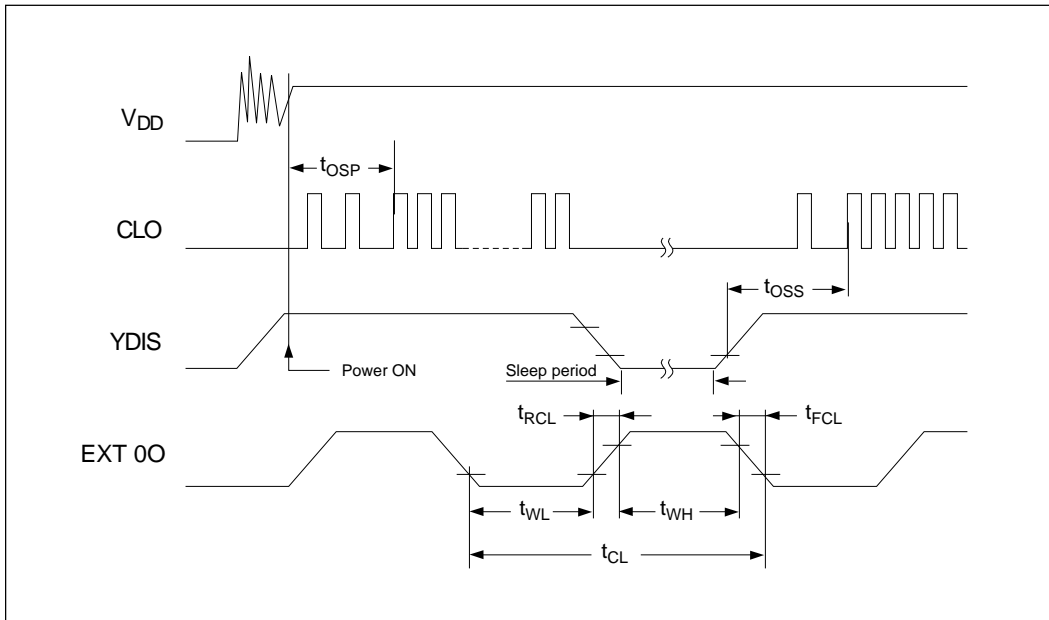 VDD
tOSP
CLO
tOSS
YDIS
Power ON
Sleep period
tRCL
tFCL
EXT 0O
tWL
tWH
tCL